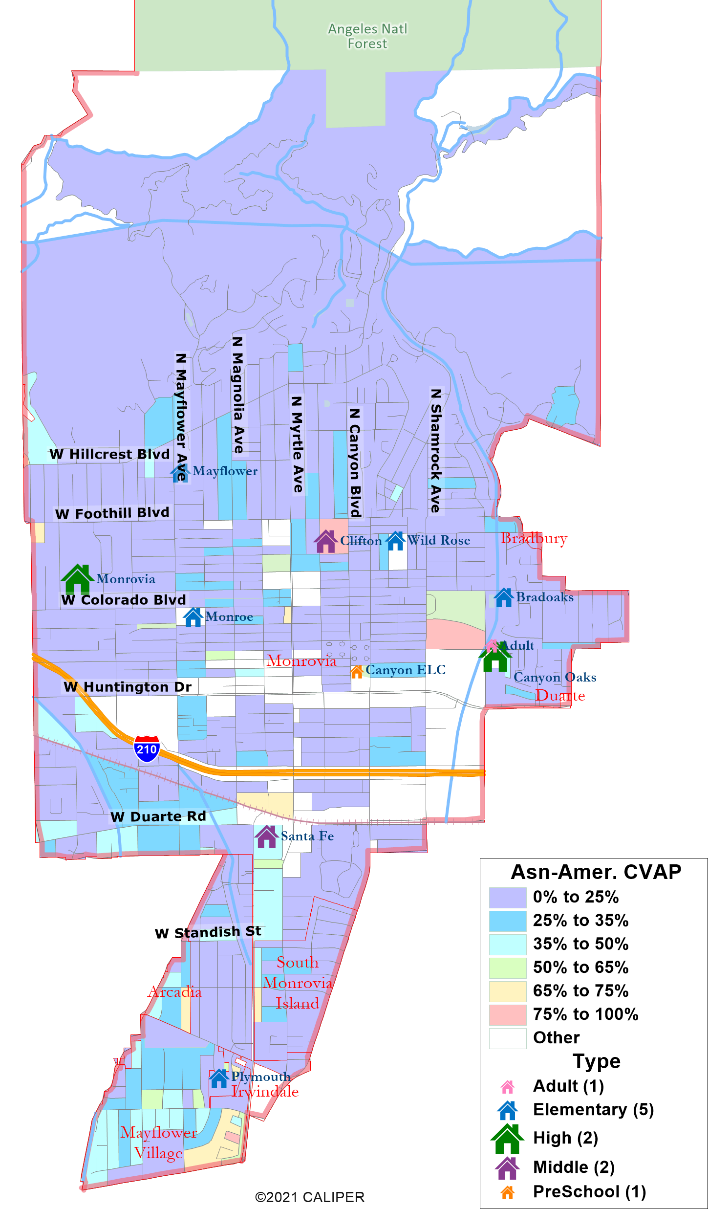 Angeles Natl
Forest
N Mayflower Ave
N Magnolia Ave
N Myrtle Ave
N Canyon Blvd
N Shamrock Ave
W Hillcrest Blvd
Mayflower
W Foothill Blvd
Clifton
Wild Rose
Bradbury
Monrovia
W Colorado Blvd
Bradoaks
Monroe
Adult
Monrovia
Canyon ELC
Canyon Oaks
W Huntington Dr
Duarte
210
W Duarte Rd
Santa Fe
W Standish St
South
Monrovia
Island
Arcadia
Plymouth
Irwindale
Mayflower
Village
Asn-Amer. CVAP
0% to 25%
25% to 35%
35% to 50%
50% to 65%
65% to 75%
75% to 100%
Other
Type
Adult (1)
Elementary (5)
High (2)
Middle (2)
PreSchool (1)
©2021 CALIPER